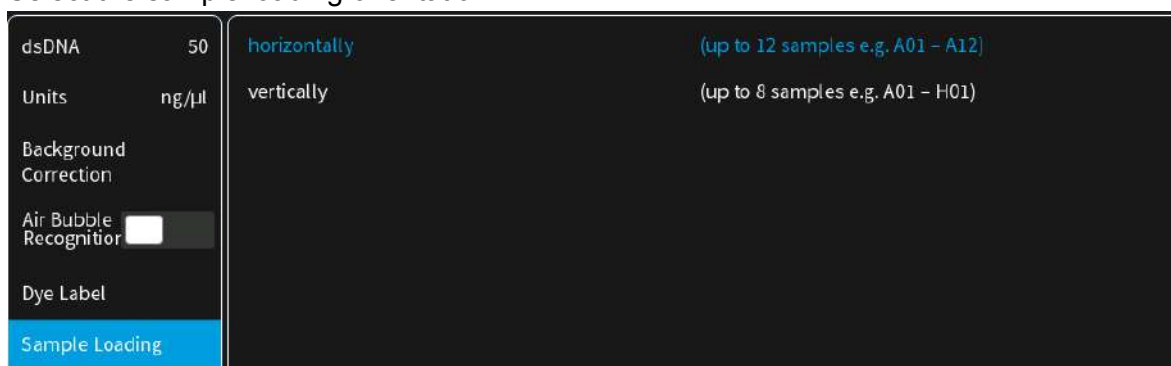 dsDNA 50
Units ng/µl
Background
Correction
Air Bubble
Recognitior
Dye Label
Sample Loading
horizontally (up to 12 samples e.g. A01 – A12)
vertically (up to 8 samples e.g. A01 – H01)